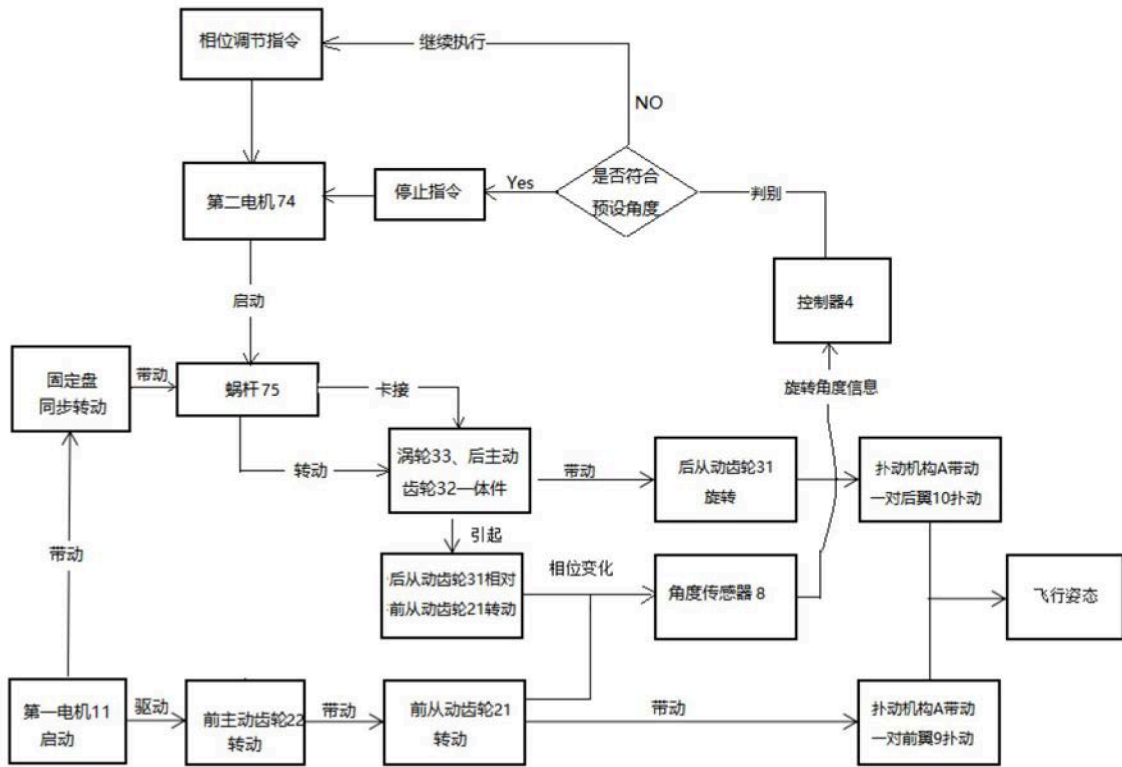 相位调节指令
继续执行
NO
第二电机74
停止指令
Yes
是否符合
预设角度
判别
启动
控制器4
固定盘
同步转动
带动
蜗杆75
卡接
旋转角度信息
转动
涡轮33、后主动
齿轮32一体件
带动
后从动齿轮31
旋转
扑动机构A带动
一对后翼10扑动
带动
引起
后从动齿轮31相对
前从动齿轮21转动
相位变化
角度传感器8
飞行姿态
第一电机11
启动
驱动
前主动齿轮22
转动
带动
前从动齿轮21
转动
带动
扑动机构A带动
一对前翼9扑动